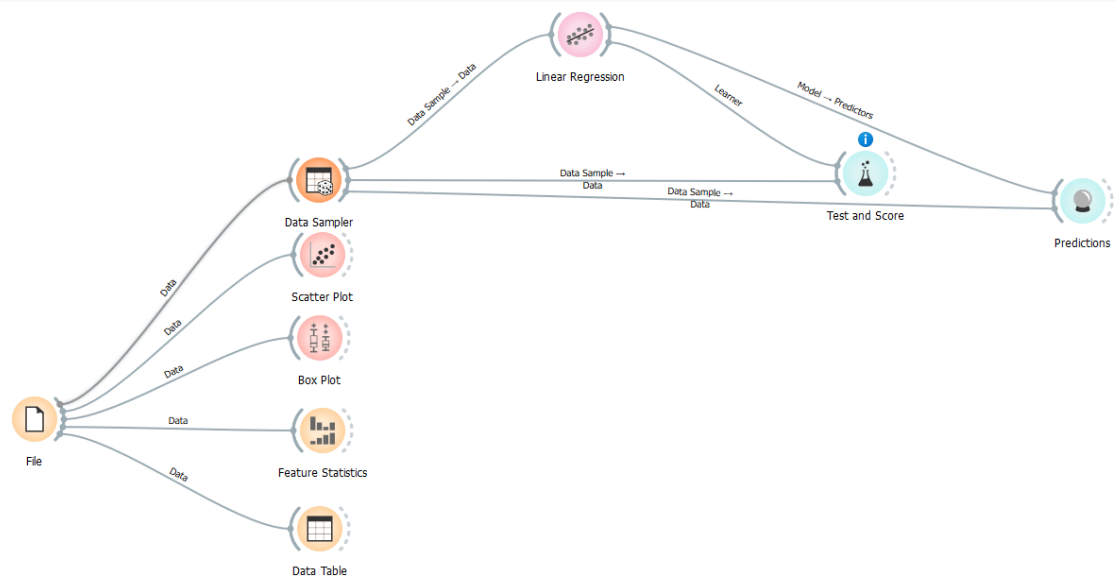 Linear Regression
Data Sample → Data
Learner
Model → Predictors
i
Data Sample →
Data
Data Sample →
Data
Test and Score
Predictions
Data Sampler
Data
Scatter Plot
Data
Box Plot
Data
File
Data
Feature Statistics
Data
Data Table